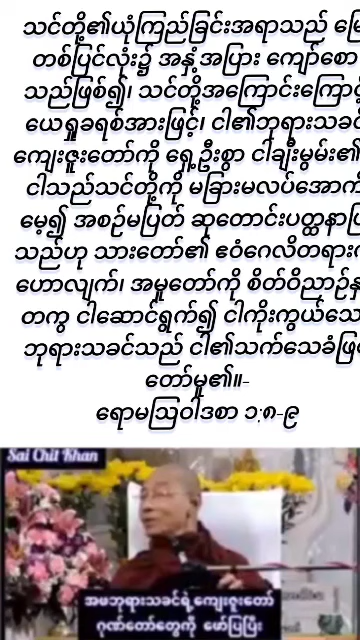 သင်တို့၏ယုံကြည်ခြင်းအရာသည် မြေ
တစ်ပြင်လုံး၌ အနှံ့အပြား ကျော်စော
သည်ဖြစ်၍၊ သင်တို့အကြောင်းကြောင့်
ယေရှုခရစ်အားဖြင့်၊ ငါ၏ဘုရားသခင်
ကျေးဇူးတော်ကို ရှေ့ဦးစွာ ငါချီးမွမ်း၏
ငါသည်သင်တို့ကို မခြားမလပ်အောက်
မေ့၍ အစဉ်မပြတ် ဆုတောင်းပတ္ထနာပြ
သည်ဟု သားတော်၏ ဧဝံဂေလိတရားက
ဟောလျက်၊ အမှုတော်ကို စိတ်ဝိညာဉ်န
တကွ ငါဆောင်ရွက်၍ ငါကိုးကွယ်သေ
ဘုရားသခင်သည် ငါ၏သက်သေခံဖြ
တော်မူ၏။-
ရောမဩဝါဒစာ ၁:၈-၉
Sai Chit Khan
အဖဘုရားသခင်ရဲ့ကျေးဇူးတော်
ဂုဏ်တော်တွေကို ဖော်ပြပြီး